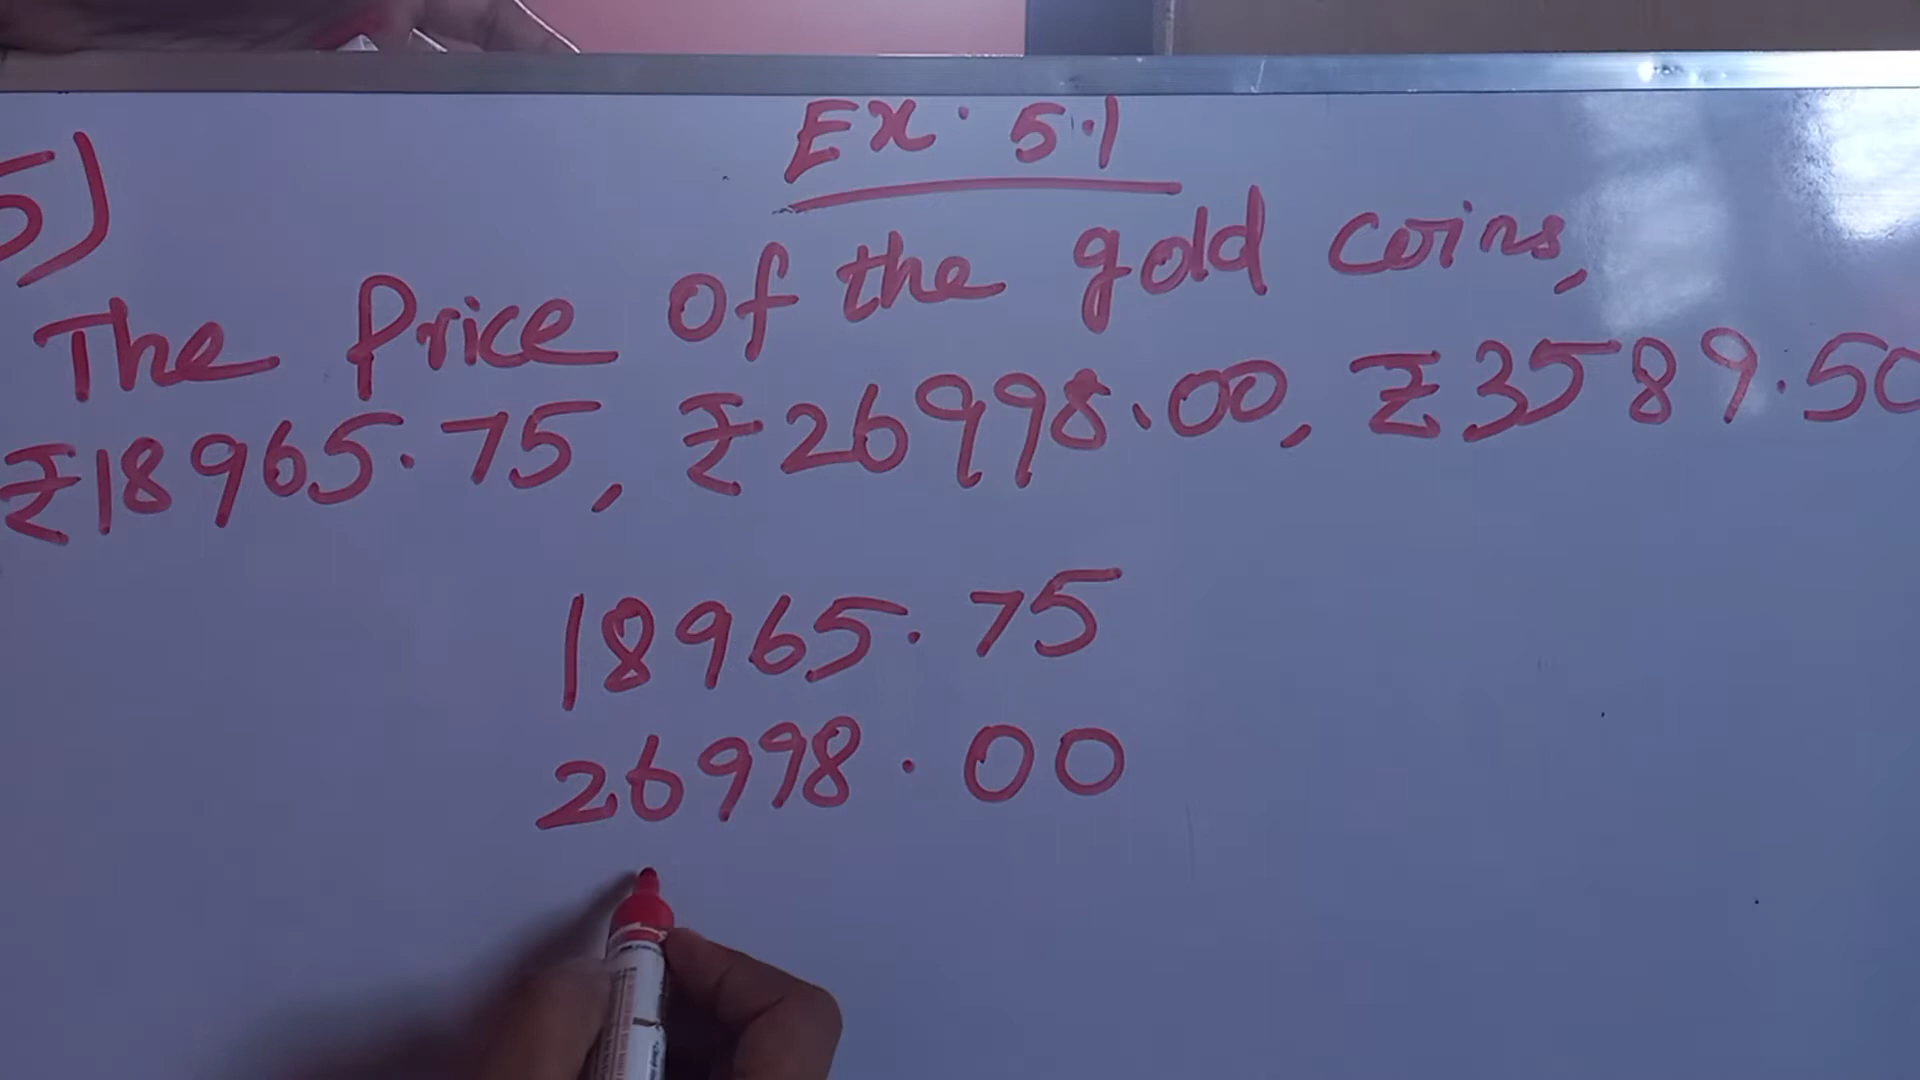 Ex. 5.1
5)
The Price of the gold coins,
₹18965.75, ₹26998.00, ₹3589.50
18965.75
26998.00